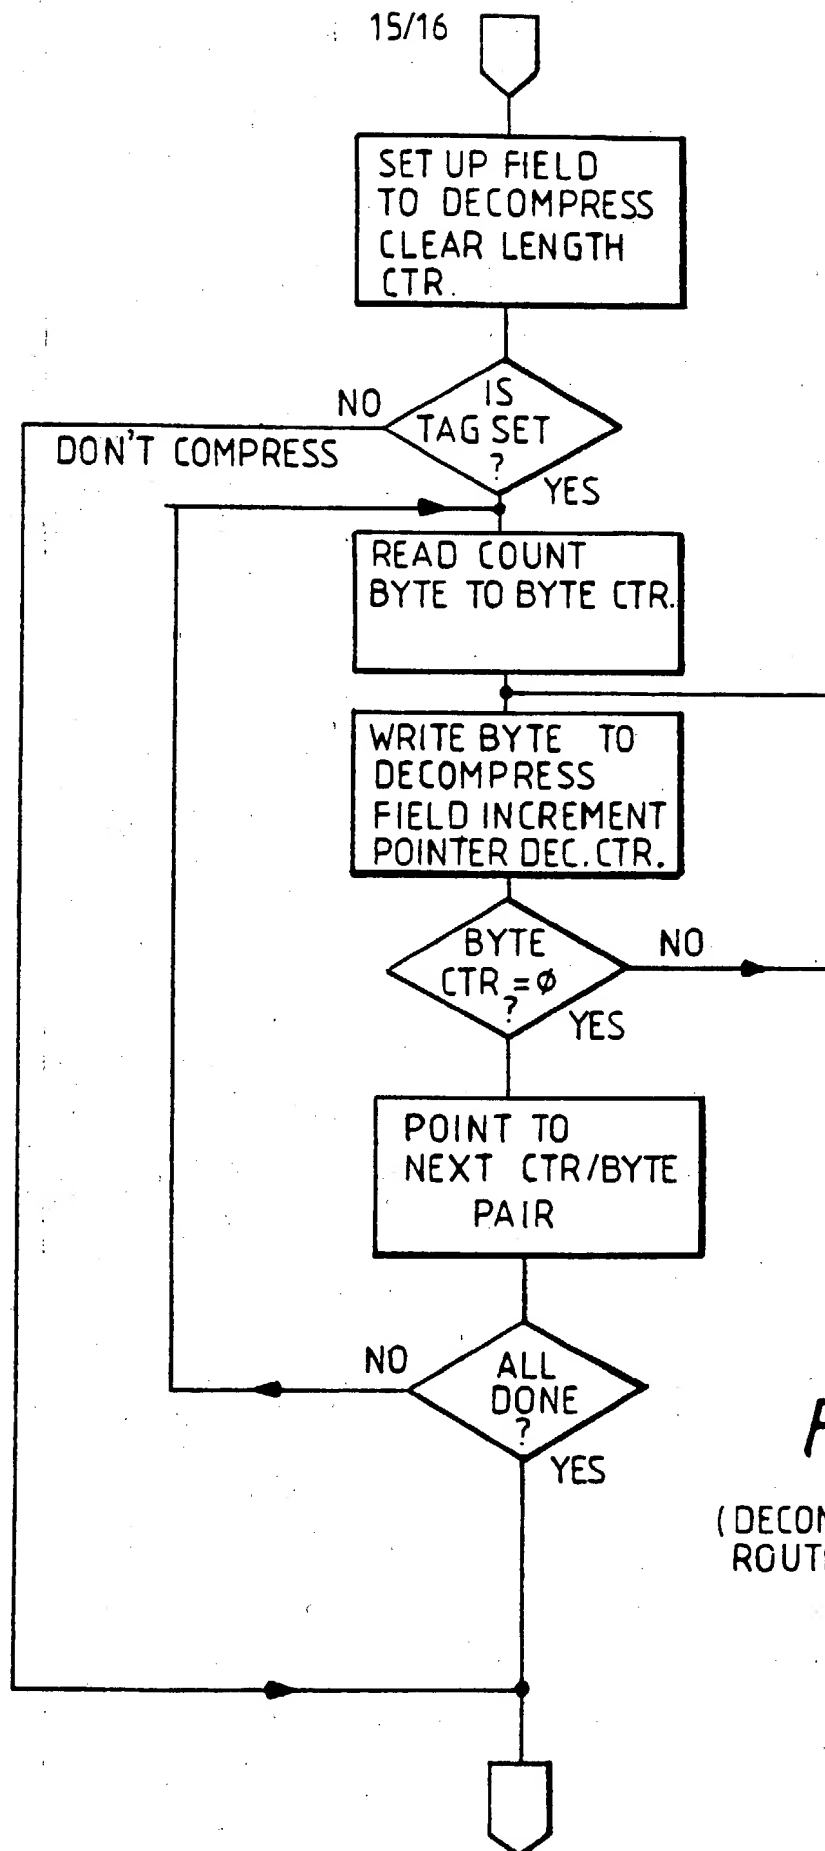 15/16
SET UP FIELD
TO DECOMPRESS
CLEAR LENGTH
CTR.
IS
TAG SET
?
NO
DON'T COMPRESS
YES
READ COUNT
BYTE TO BYTE CTR.
WRITE BYTE TO
DECOMPRESS
FIELD INCREMENT
POINTER DEC. CTR.
BYTE
CTR = Ø
?
NO
YES
POINT TO
NEXT CTR/BYTE
PAIR
ALL
DONE
?
NO
YES